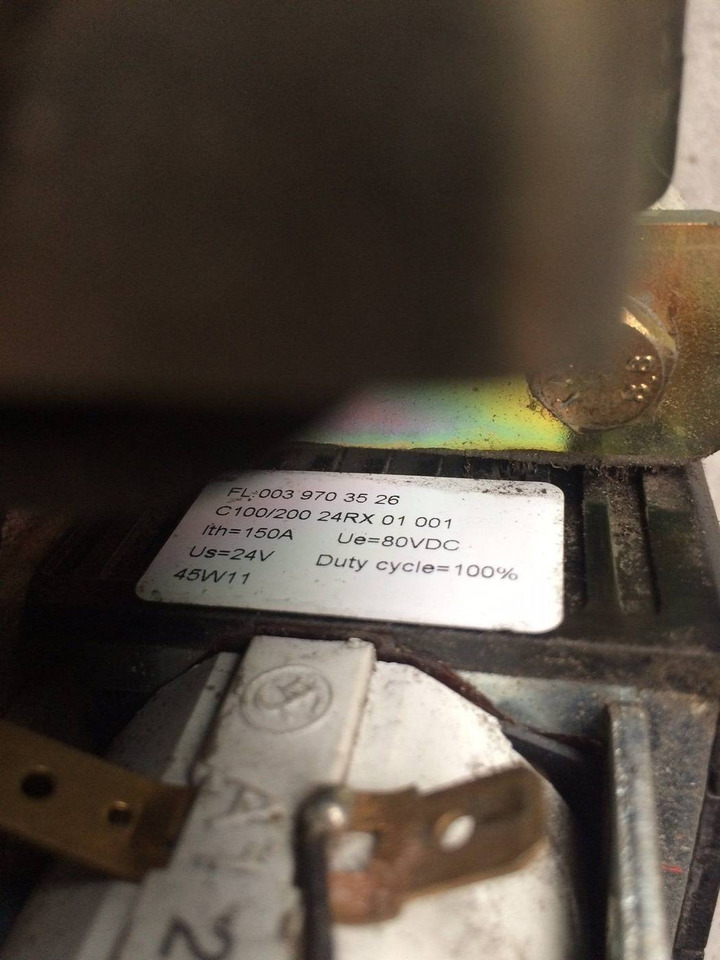 FL:003 970 35 26
C100/200 24RX 01 001
Ith=150A Ue=80VDC
Us=24V Duty cycle=100%
45W11
2